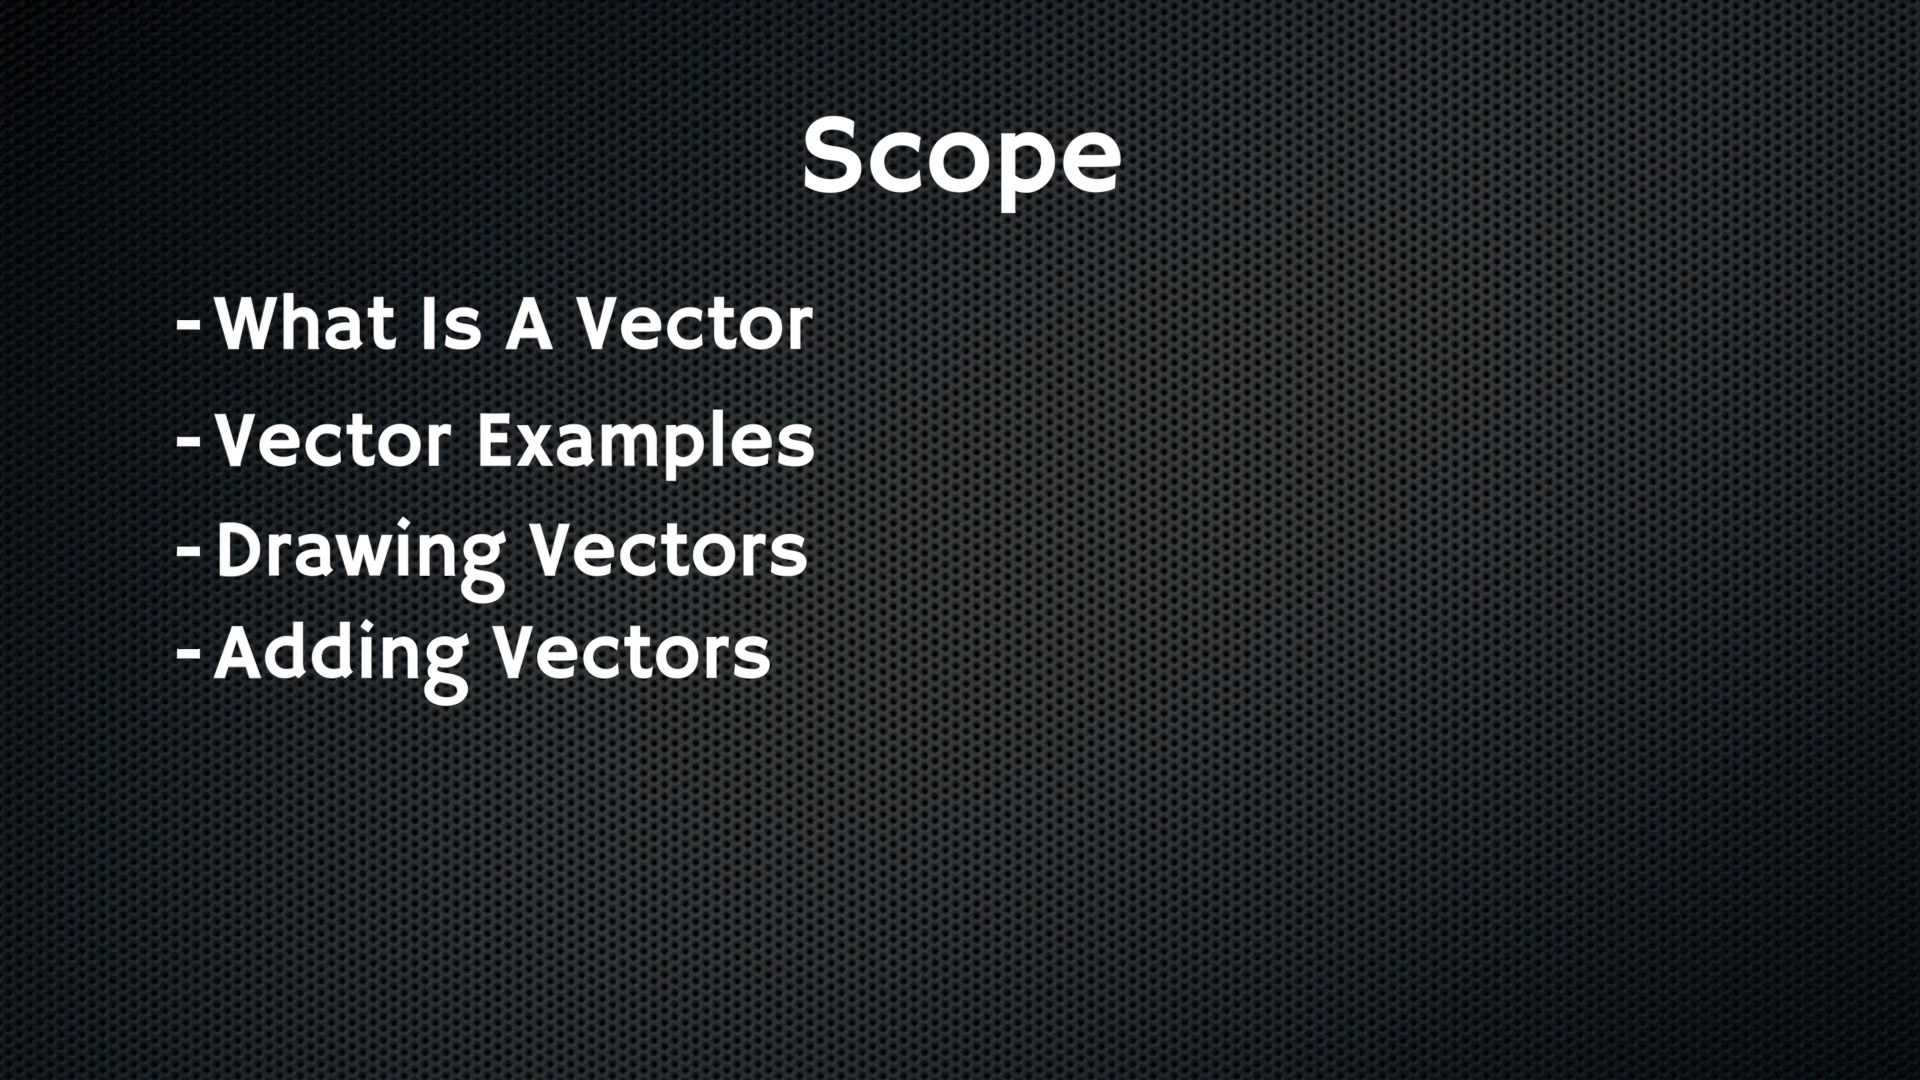 Scope
- What Is A Vector
- Vector Examples
- Drawing Vectors
- Adding Vectors